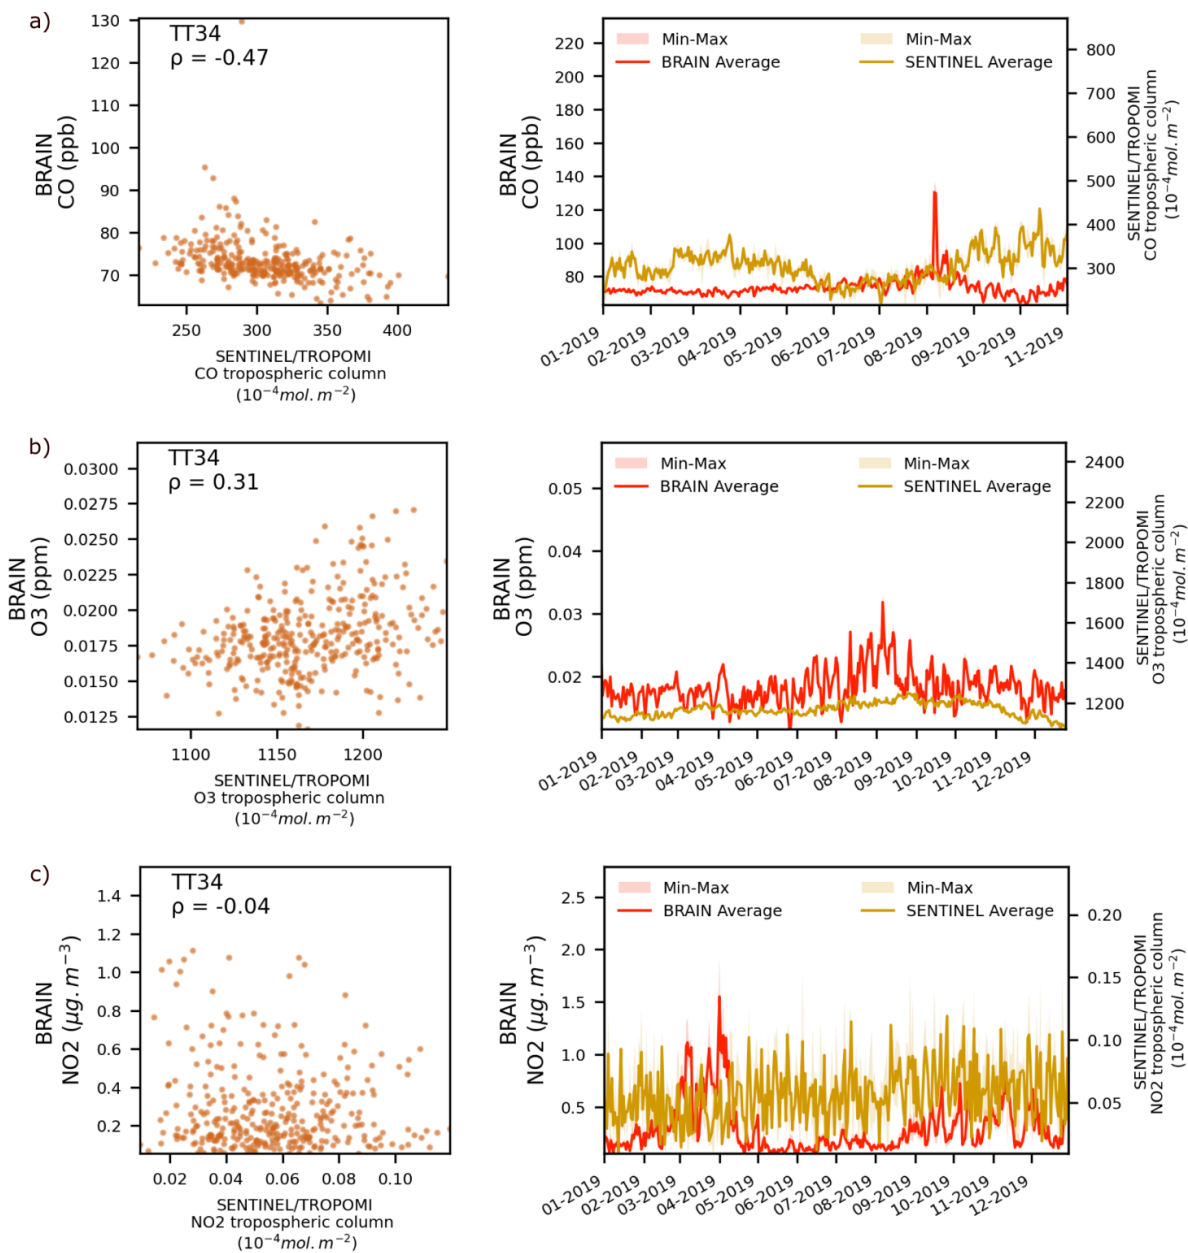 a)
TT34
ρ = -0.47
130
120
110
100
90
80
70
BRAIN
CO (ppb)
250 300 350 400
SENTINEL/TROPOMI
CO tropospheric column
(10⁻⁴mol.m⁻²)
Min-Max
BRAIN Average
Min-Max
SENTINEL Average
220
200
180
160
140
120
100
80
BRAIN
CO (ppb)
800
700
600
500
400
300
SENTINEL/TROPOMI
CO tropospheric column
(10⁻⁴mol.m⁻²)
01-2019 02-2019 03-2019 04-2019 05-2019 06-2019 07-2019 08-2019 09-2019 10-2019 11-2019
b)
TT34
ρ = 0.31
0.0300
0.0275
0.0250
0.0225
0.0200
0.0175
0.0150
0.0125
BRAIN
O3 (ppm)
1100 1150 1200
SENTINEL/TROPOMI
O3 tropospheric column
(10⁻⁴mol.m⁻²)
Min-Max
BRAIN Average
Min-Max
SENTINEL Average
0.05
0.04
0.03
0.02
BRAIN
O3 (ppm)
2400
2200
2000
1800
1600
1400
1200
SENTINEL/TROPOMI
O3 tropospheric column
(10⁻⁴mol.m⁻²)
01-2019 02-2019 03-2019 04-2019 05-2019 06-2019 07-2019 08-2019 09-2019 10-2019 11-2019 12-2019
c)
TT34
ρ = -0.04
1.4
1.2
1.0
0.8
0.6
0.4
0.2
BRAIN
NO2 (μg.m⁻³)
0.02 0.04 0.06 0.08 0.10
SENTINEL/TROPOMI
NO2 tropospheric column
(10⁻⁴mol.m⁻²)
Min-Max
BRAIN Average
Min-Max
SENTINEL Average
2.5
2.0
1.5
1.0
0.5
BRAIN
NO2 (μg.m⁻³)
0.20
0.15
0.10
0.05
SENTINEL/TROPOMI
NO2 tropospheric column
(10⁻⁴mol.m⁻²)
01-2019 02-2019 03-2019 04-2019 05-2019 06-2019 07-2019 08-2019 09-2019 10-2019 11-2019 12-2019